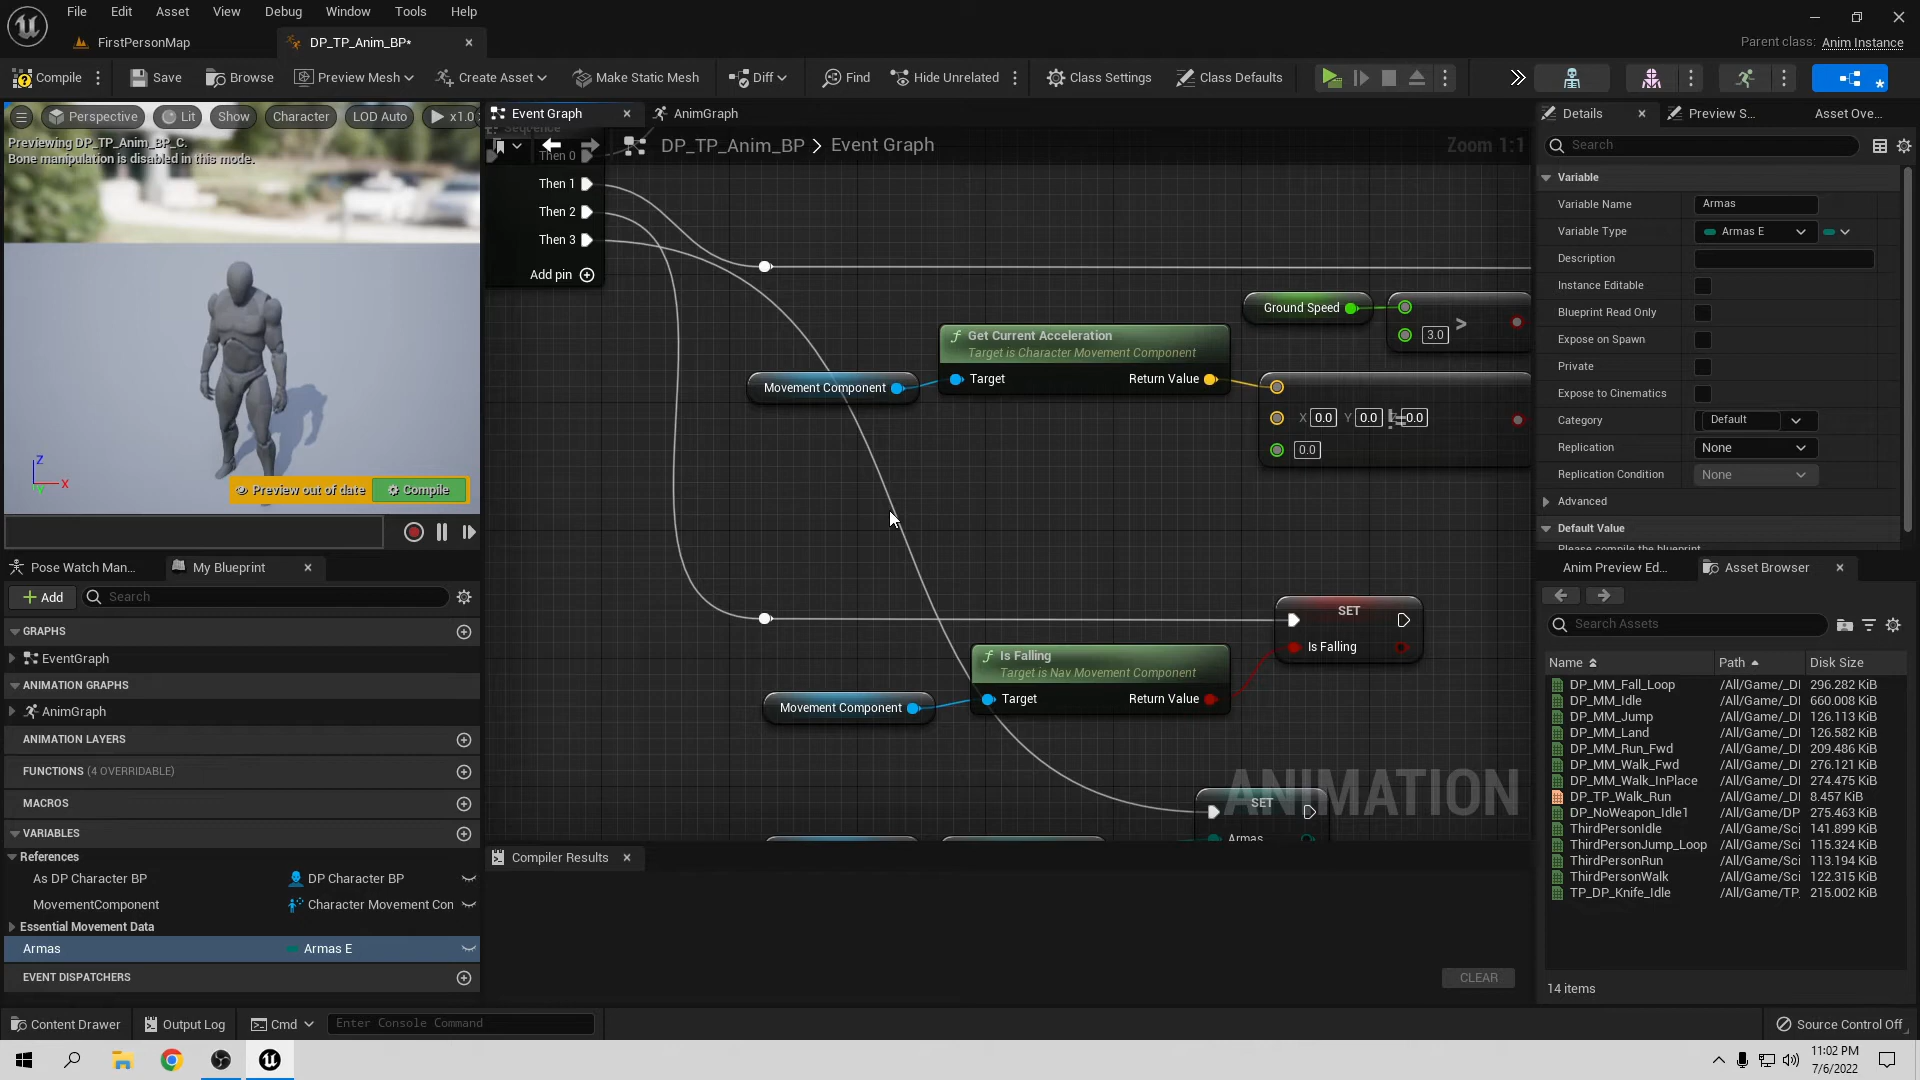 File Edit Asset View Debug Window Tools Help
FirstPersonMap
DP_TP_Anim_BP*
Parent class: Anim Instance
Compile
Save
Browse
Preview Mesh
Create Asset
Make Static Mesh
Diff
Find
Hide Unrelated
Class Settings
Class Defaults
Perspective
Lit
Show
Character
LOD Auto
x1.0
Previewing DP_TP_Anim_BP_C.
Bone manipulation is disabled in this mode.
Z
X
Preview out of date
Compile
Pose Watch Man...
My Blueprint
Add
Search
GRAPHS
EventGraph
ANIMATION GRAPHS
AnimGraph
ANIMATION LAYERS
FUNCTIONS (4 OVERRIDABLE)
MACROS
VARIABLES
References
As DP Character BP
DP Character BP
MovementComponent
Character Movement Con
Essential Movement Data
Armas
Armas E
EVENT DISPATCHERS
Event Graph
AnimGraph
DP_TP_Anim_BP > Event Graph
Zoom 1:1
Sequence
Then 0
Then 1
Then 2
Then 3
Add pin
Ground Speed
3.0
>
Get Current Acceleration
Target is Character Movement Component
Target
Return Value
Movement Component
X 0.0 Y 0.0 Z 0.0
!=
0.0
SET
Is Falling
Is Falling
Target is Nav Movement Component
Target
Return Value
Movement Component
SET
Armas
ANIMATION
Compiler Results
CLEAR
Details
Preview S...
Asset Ove...
Search
Variable
Variable Name
Armas
Variable Type
Armas E
Description
Instance Editable
Blueprint Read Only
Expose on Spawn
Private
Expose to Cinematics
Category
Default
Replication
None
Replication Condition
None
Advanced
Default Value
Please compile the blueprint
Anim Preview Ed...
Asset Browser
Search Assets
Name Path Disk Size
DP_MM_Fall_Loop /All/Game/_DI 296.282 KiB
DP_MM_Idle /All/Game/_DI 660.008 KiB
DP_MM_Jump /All/Game/_DI 126.113 KiB
DP_MM_Land /All/Game/_DI 126.582 KiB
DP_MM_Run_Fwd /All/Game/_DI 209.486 KiB
DP_MM_Walk_Fwd /All/Game/_DI 276.121 KiB
DP_MM_Walk_InPlace /All/Game/_DI 274.475 KiB
DP_TP_Walk_Run /All/Game/_DI 8.457 KiB
DP_NoWeapon_Idle1 /All/Game/DP 275.463 KiB
ThirdPersonIdle /All/Game/Sci 141.899 KiB
ThirdPersonJump_Loop /All/Game/Sci 115.324 KiB
ThirdPersonRun /All/Game/Sci 113.194 KiB
ThirdPersonWalk /All/Game/Sci 122.315 KiB
TP_DP_Knife_Idle /All/Game/TP_ 215.002 KiB
14 items
Content Drawer
Output Log
Cmd
Enter Console Command
Source Control Off
11:02 PM
7/6/2022